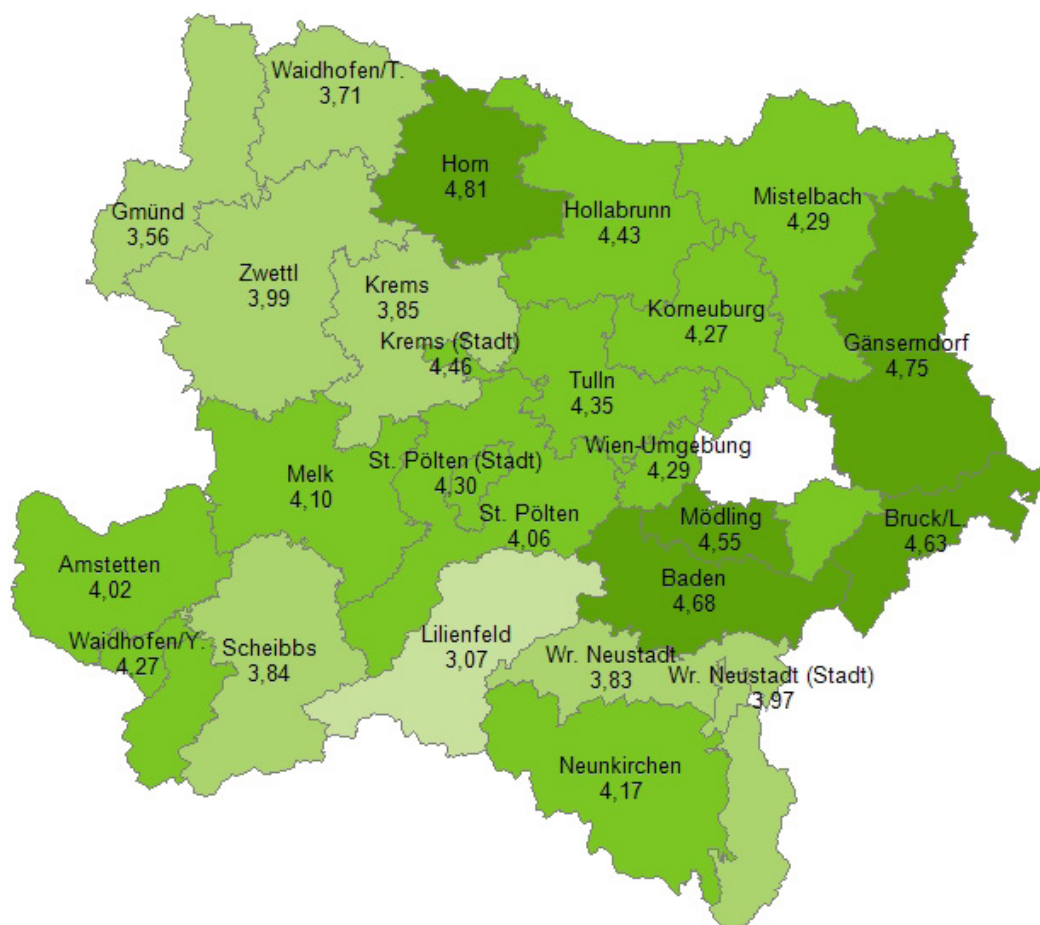 Waidhofen/T.
3,71
Horn
4,81
Gmünd
3,56
Hollabrunn
4,43
Mistelbach
4,29
Zwettl
3,99
Krems
3,85
Korneuburg
4,27
Krems (Stadt)
4,46
Gänserndorf
4,75
Tulln
4,35
Wien-Umgebung
4,29
St. Pölten (Stadt)
4,30
Melk
4,10
St. Pölten
4,06
Mödling
4,55
Bruck/L.
4,63
Amstetten
4,02
Baden
4,68
Waidhofen/Y.
4,27
Scheibbs
3,84
Lilienfeld
3,07
Wr. Neustadt
3,83
Wr. Neustadt (Stadt)
3,97
Neunkirchen
4,17